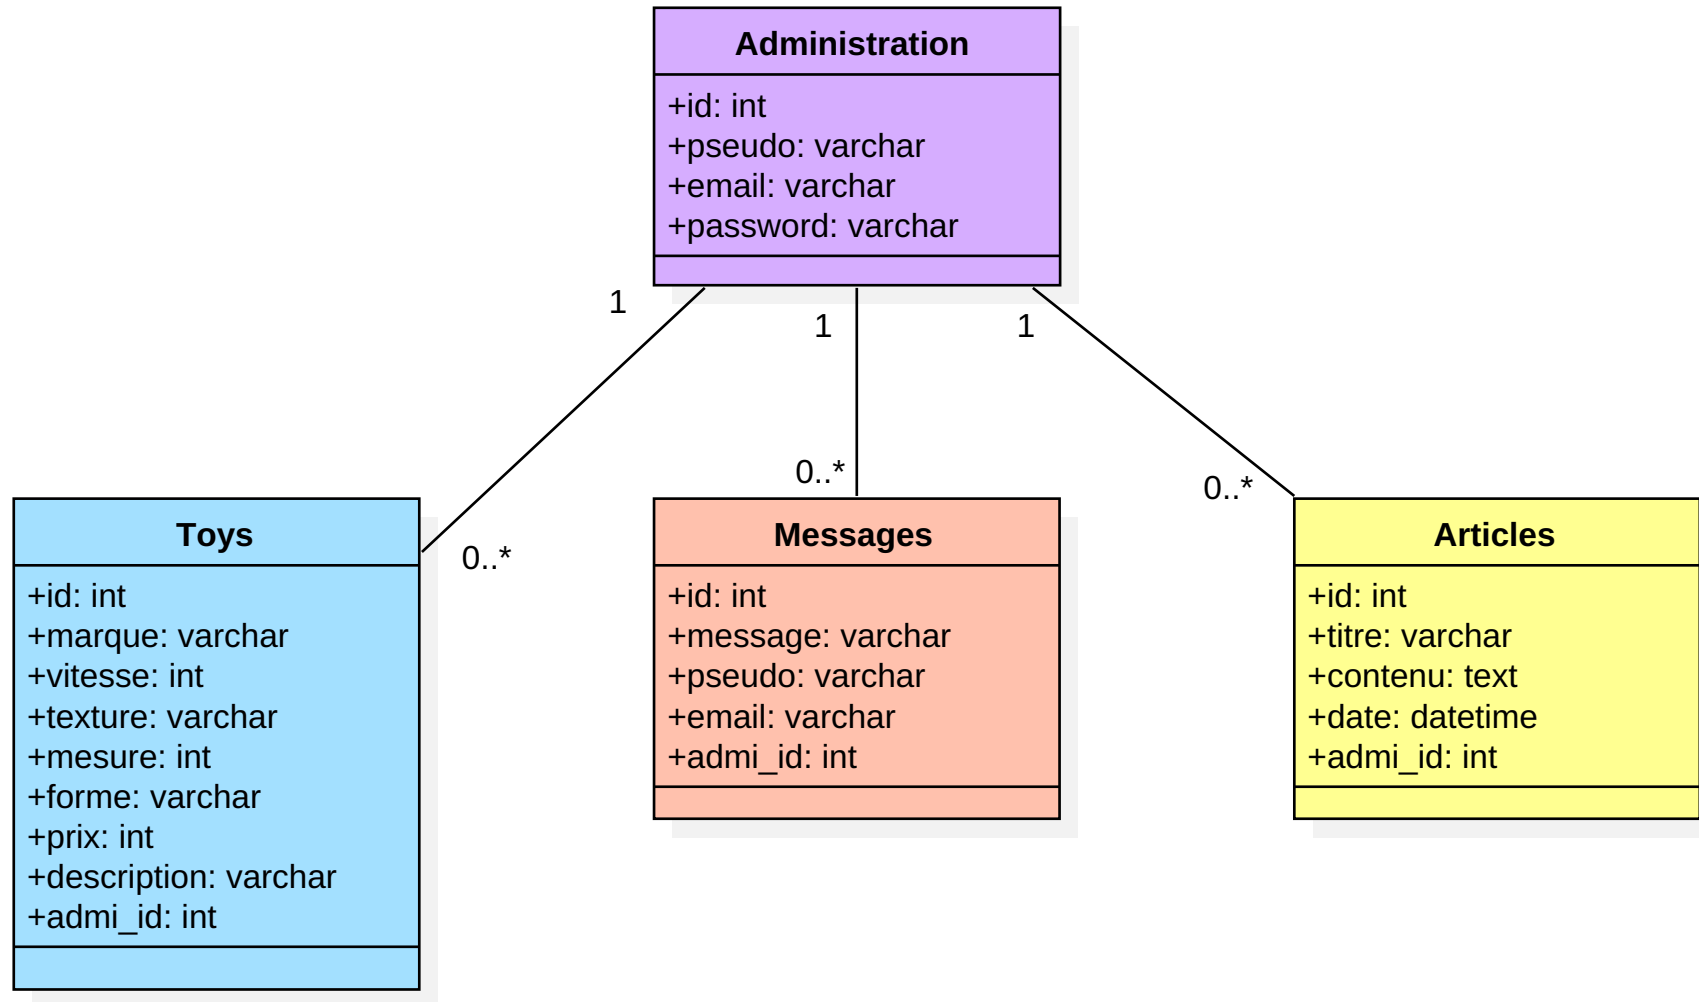 Administration
+id: int
+pseudo: varchar
+email: varchar
+password: varchar
1
1
1
0..*
0..*
0..*
Toys
+id: int
+marque: varchar
+vitesse: int
+texture: varchar
+mesure: int
+forme: varchar
+prix: int
+description: varchar
+admi_id: int
Messages
+id: int
+message: varchar
+pseudo: varchar
+email: varchar
+admi_id: int
Articles
+id: int
+titre: varchar
+contenu: text
+date: datetime
+admi_id: int